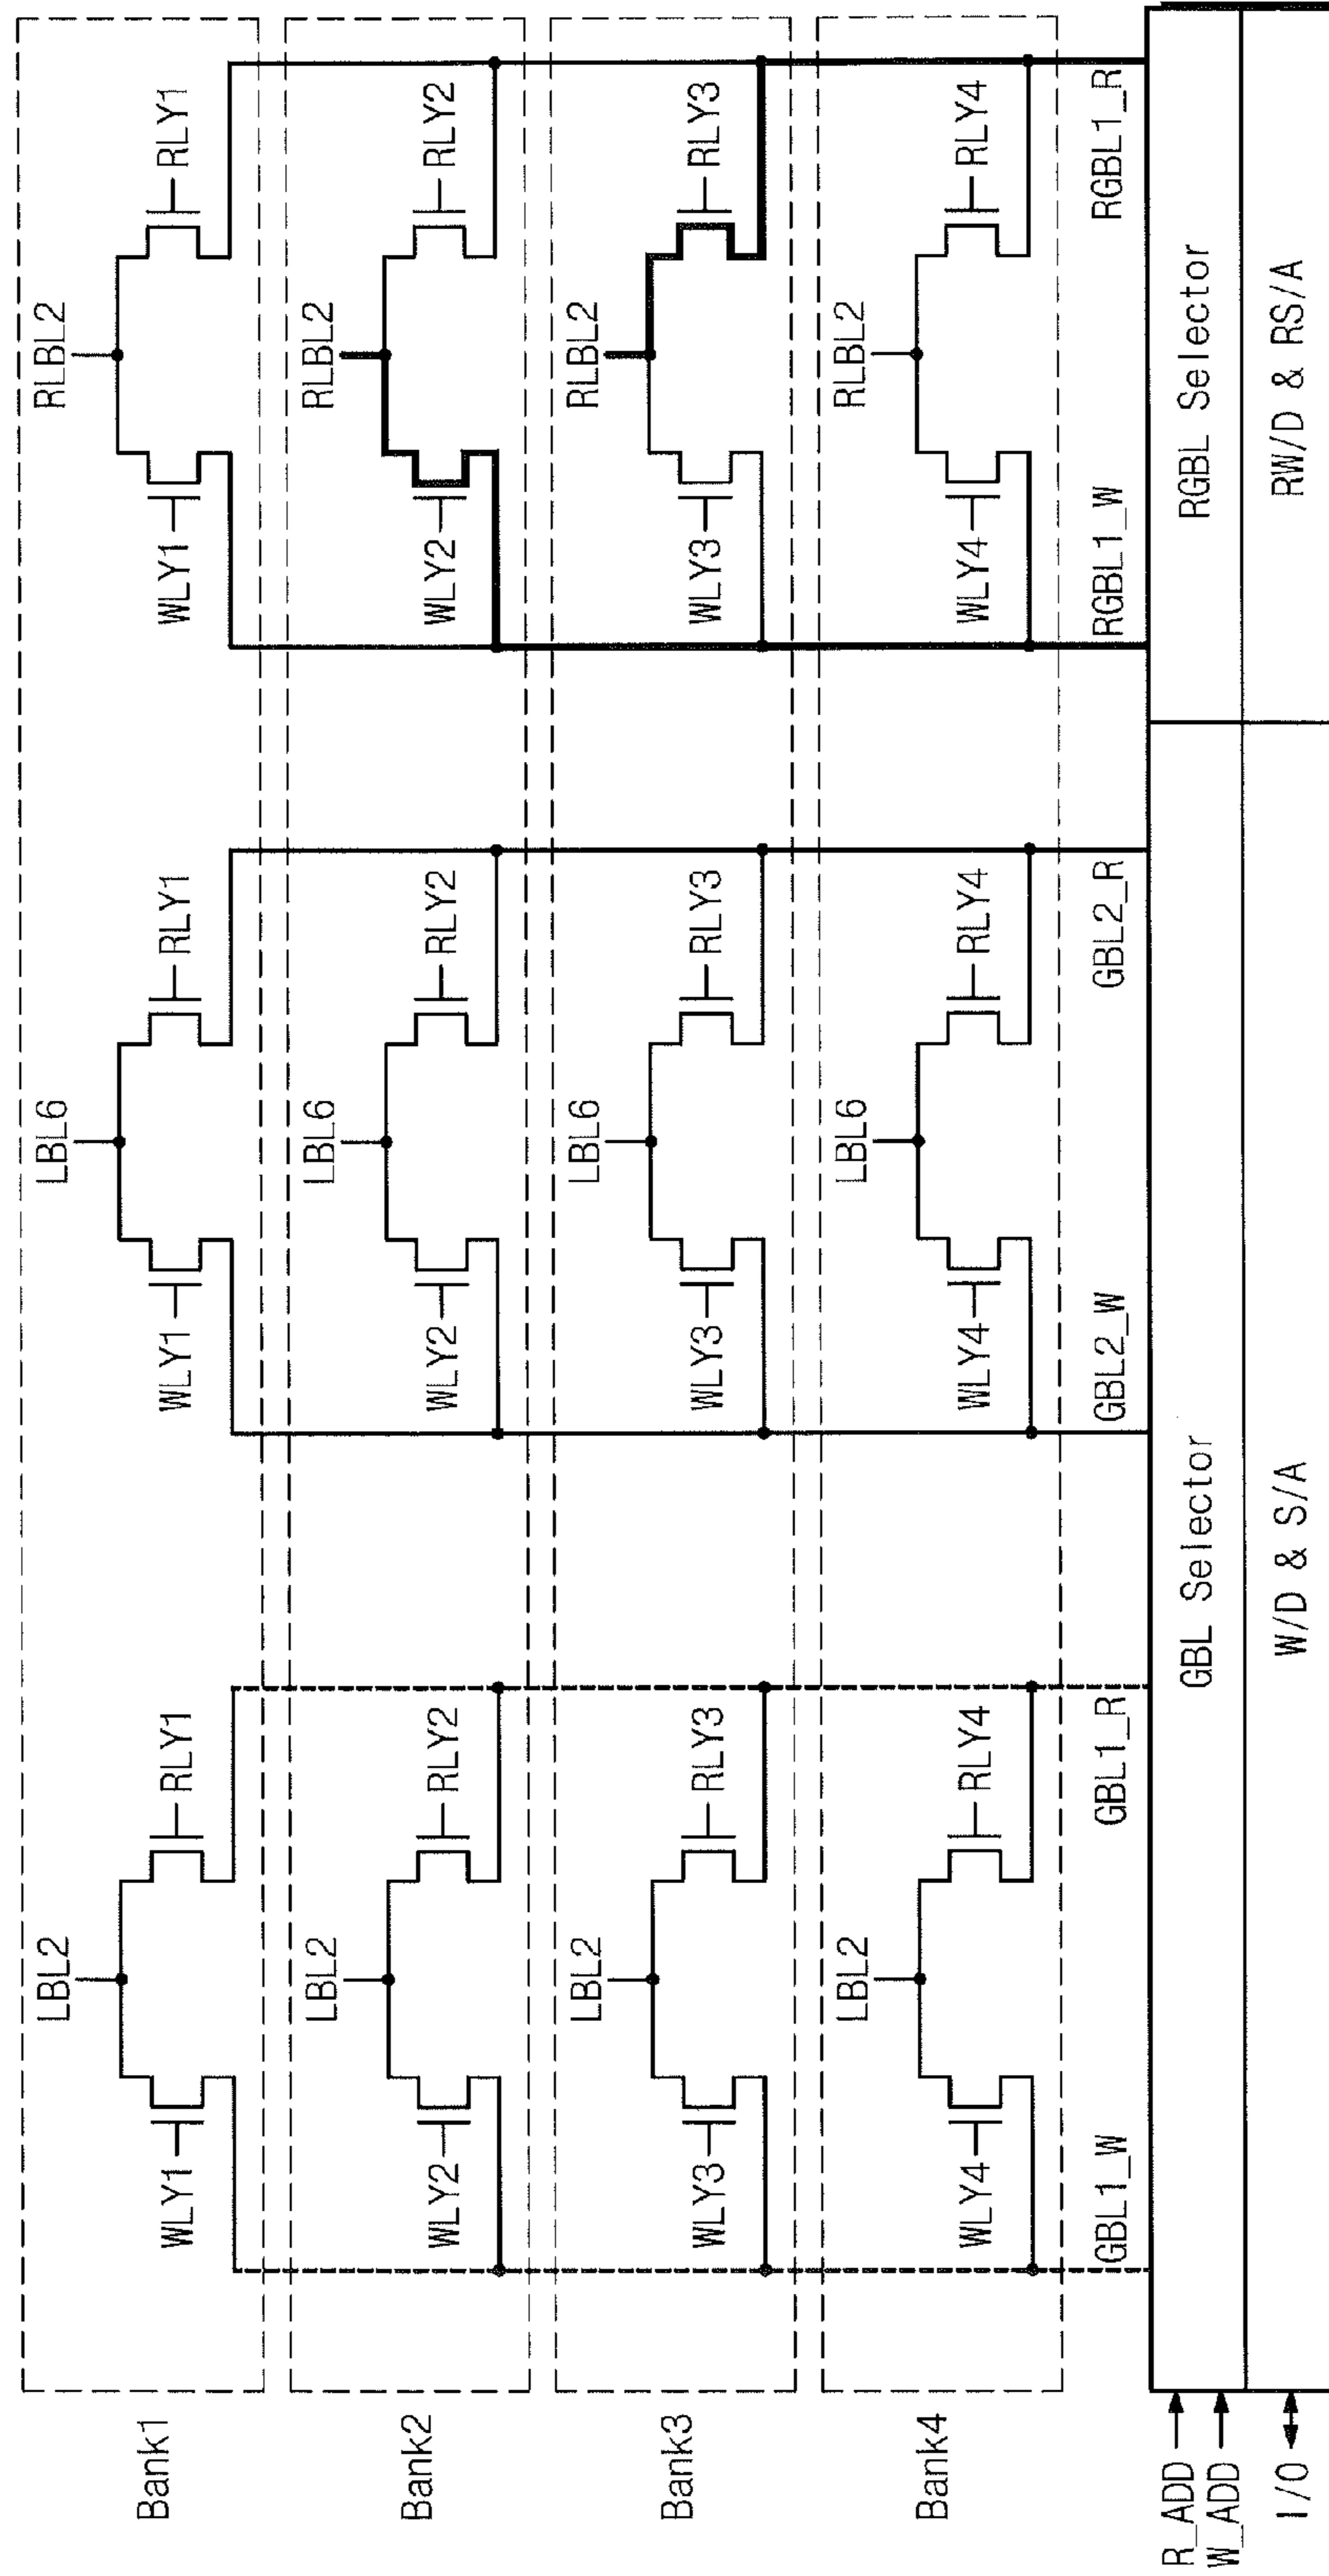 Bank1
LBL2
WLY1
RLY1
LBL6
WLY1
RLY1
RLBL2
WLY1
RLY1
Bank2
LBL2
WLY2
RLY2
LBL6
WLY2
RLY2
RLBL2
WLY2
RLY2
Bank3
LBL2
WLY3
RLY3
LBL6
WLY3
RLY3
RLBL2
WLY3
RLY3
Bank4
LBL2
WLY4
RLY4
LBL6
WLY4
RLY4
RLBL2
WLY4
RLY4
GBL1_W
GBL1_R
GBL2_W
GBL2_R
RGBL1_W
RGBL1_R
R_ADD
W_ADD
GBL Selector
RGBL Selector
I/O
W/D & S/A
RW/D & RS/A